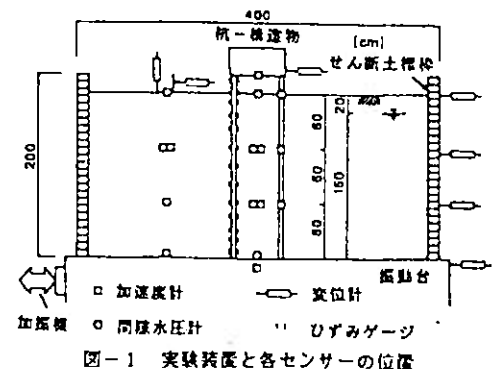 400
杭-構造物
[cm]
せん断土槽枠
200
20
60
60
150
80
振動台
加振機
加速度計
変位計
間隙水圧計
ひずみゲージ
図-1 実験装置と各センサーの位置